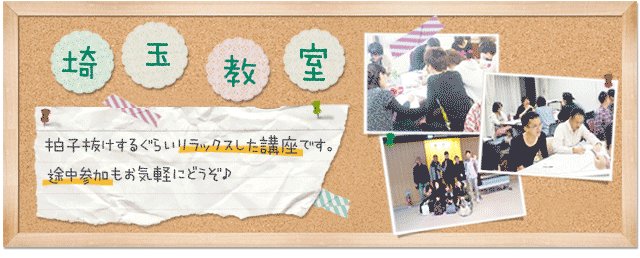 埼玉教室
拍子抜けするぐらいリラックスした講座です。
途中参加もお気軽にどうぞ♪